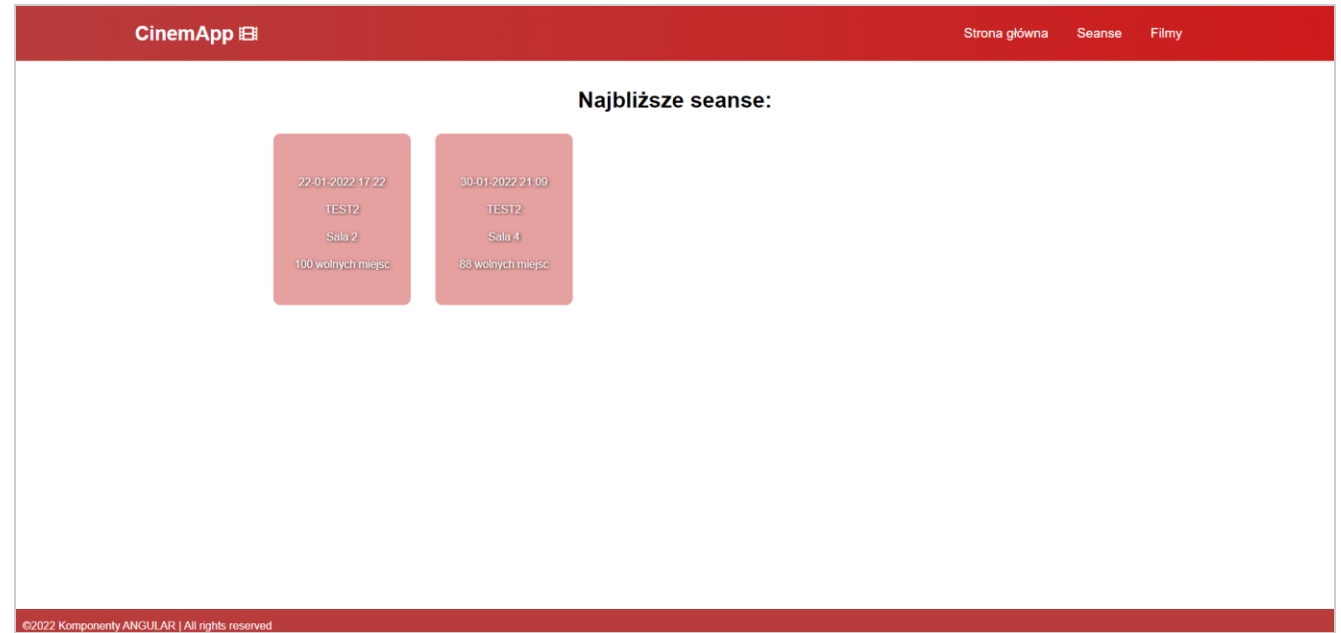 CinemApp
Strona główna Seanse Filmy
Najbliższe seanse:
22-01-2022 17:22
TEST2
Sala 2
100 wolnych miejsc
30-01-2022 21:09
TEST2
Sala 4
88 wolnych miejsc
©2022 Komponenty ANGULAR | All rights reserved